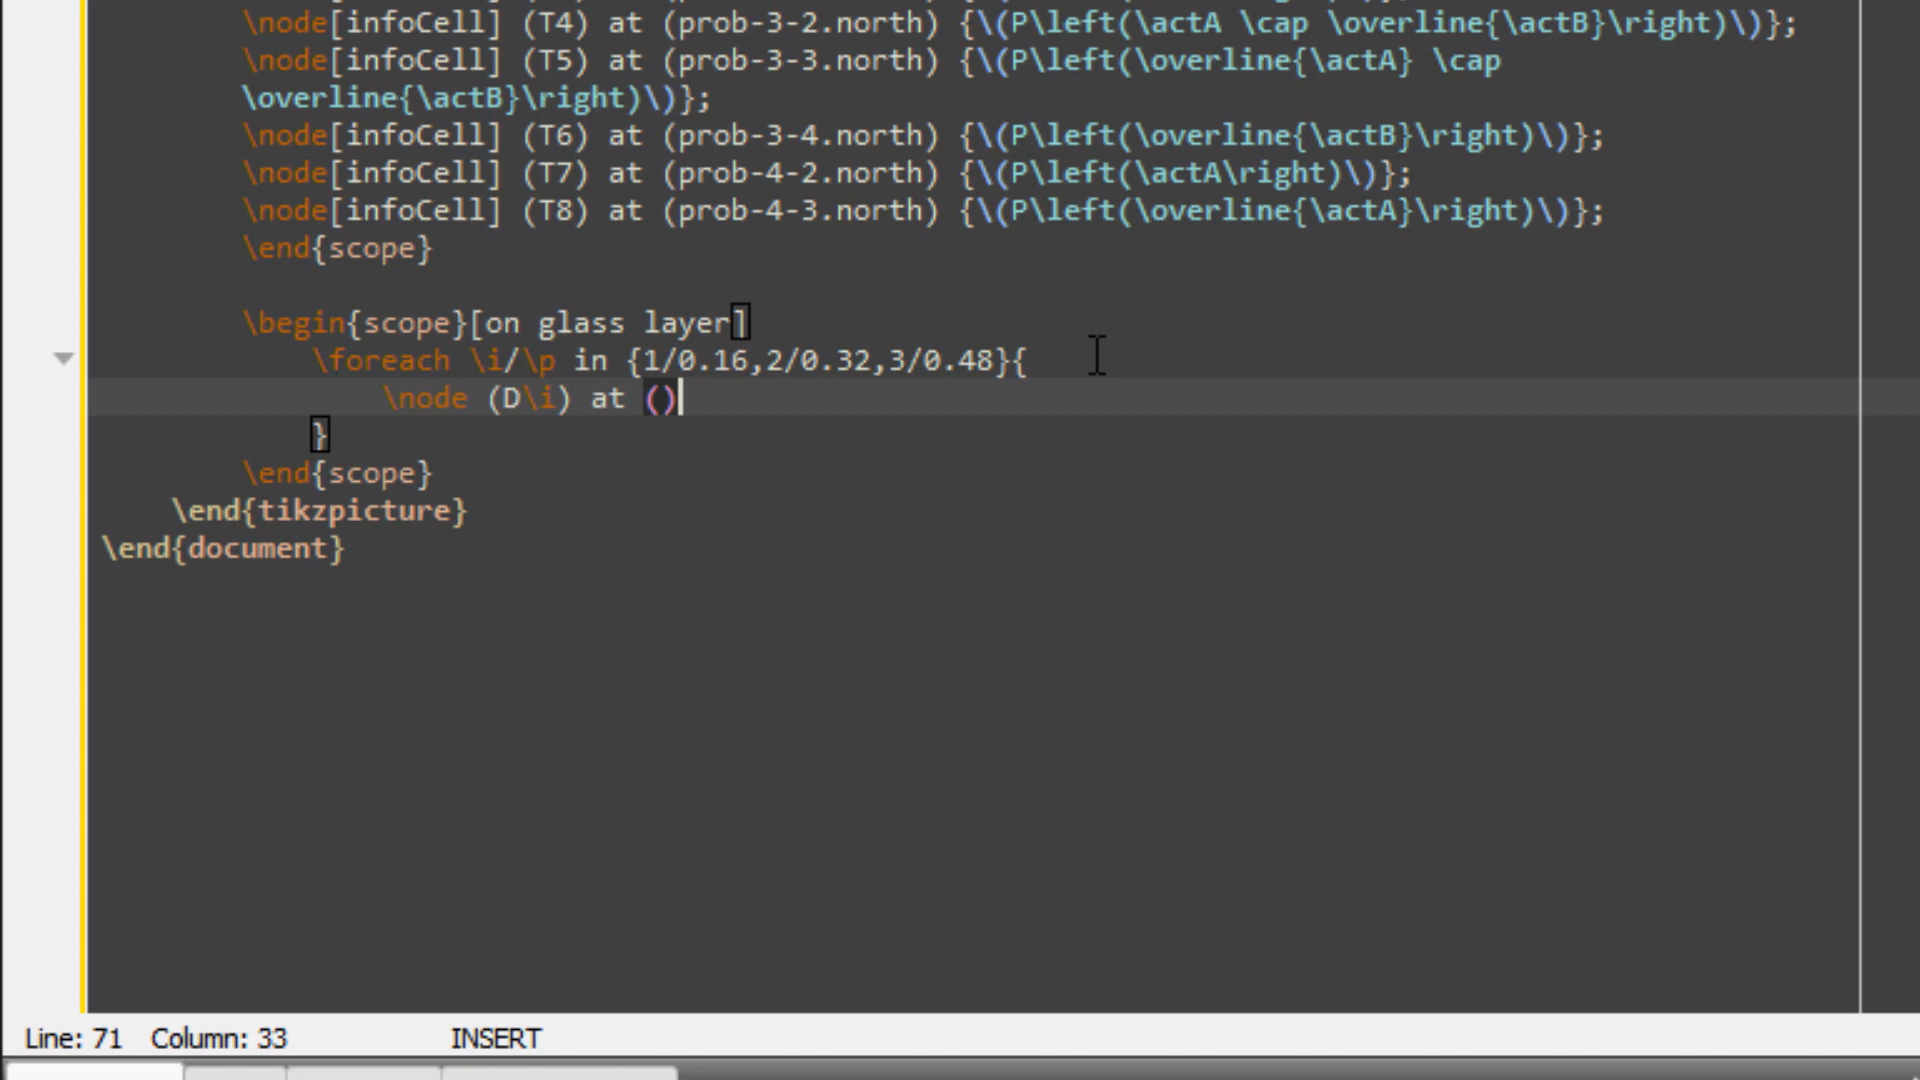 \node[infoCell] (T4) at (prob-3-2.north) {\(P\left(\actA \cap \overline{\actB}\right)\)};
\node[infoCell] (T5) at (prob-3-3.north) {\(P\left(\overline{\actA} \cap
\overline{\actB}\right)\)};
\node[infoCell] (T6) at (prob-3-4.north) {\(P\left(\overline{\actB}\right)\)};
\node[infoCell] (T7) at (prob-4-2.north) {\(P\left(\actA\right)\)};
\node[infoCell] (T8) at (prob-4-3.north) {\(P\left(\overline{\actA}\right)\)};
\end{scope}
\begin{scope}[on glass layer]
\foreach \i/\p in {1/0.16,2/0.32,3/0.48}{
\node (D\i) at ()
}
\end{scope}
\end{tikzpicture}
\end{document}
Line: 71 Column: 33 INSERT